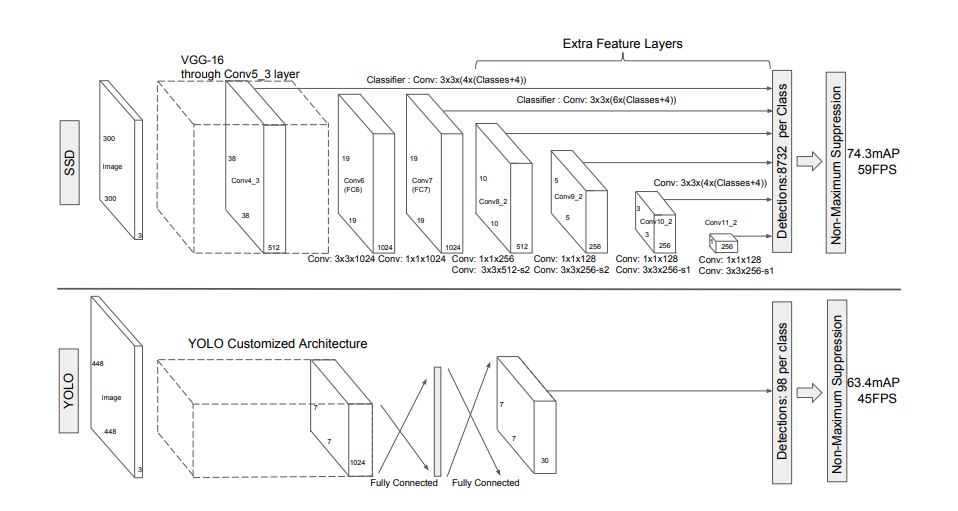 Extra Feature Layers
VGG-16
through Conv5_3 layer
Classifier : Conv: 3x3x(4x(Classes+4))
Classifier : Conv: 3x3x(6x(Classes+4))
Conv: 3x3x(4x(Classes+4))
SSD
300
Image
300
3
38
Conv4_3
38
512
19
Conv6
(FC6)
19
1024
19
Conv7
(FC7)
19
1024
10
Conv8_2
10
512
5
Conv9_2
5
256
3
Conv10_2
3
256
Conv11_2
1
256
Conv: 3x3x1024
Conv: 1x1x1024
Conv: 1x1x256
Conv: 3x3x512-s2
Conv: 1x1x128
Conv: 3x3x256-s2
Conv: 1x1x128
Conv: 3x3x256-s1
Conv: 1x1x128
Conv: 3x3x256-s1
Detections:8732 per Class
Non-Maximum Suppression
74.3mAP
59FPS
YOLO
448
Image
448
3
YOLO Customized Architecture
7
7
1024
Fully Connected
Fully Connected
7
7
30
Detections: 98 per class
Non-Maximum Suppression
63.4mAP
45FPS